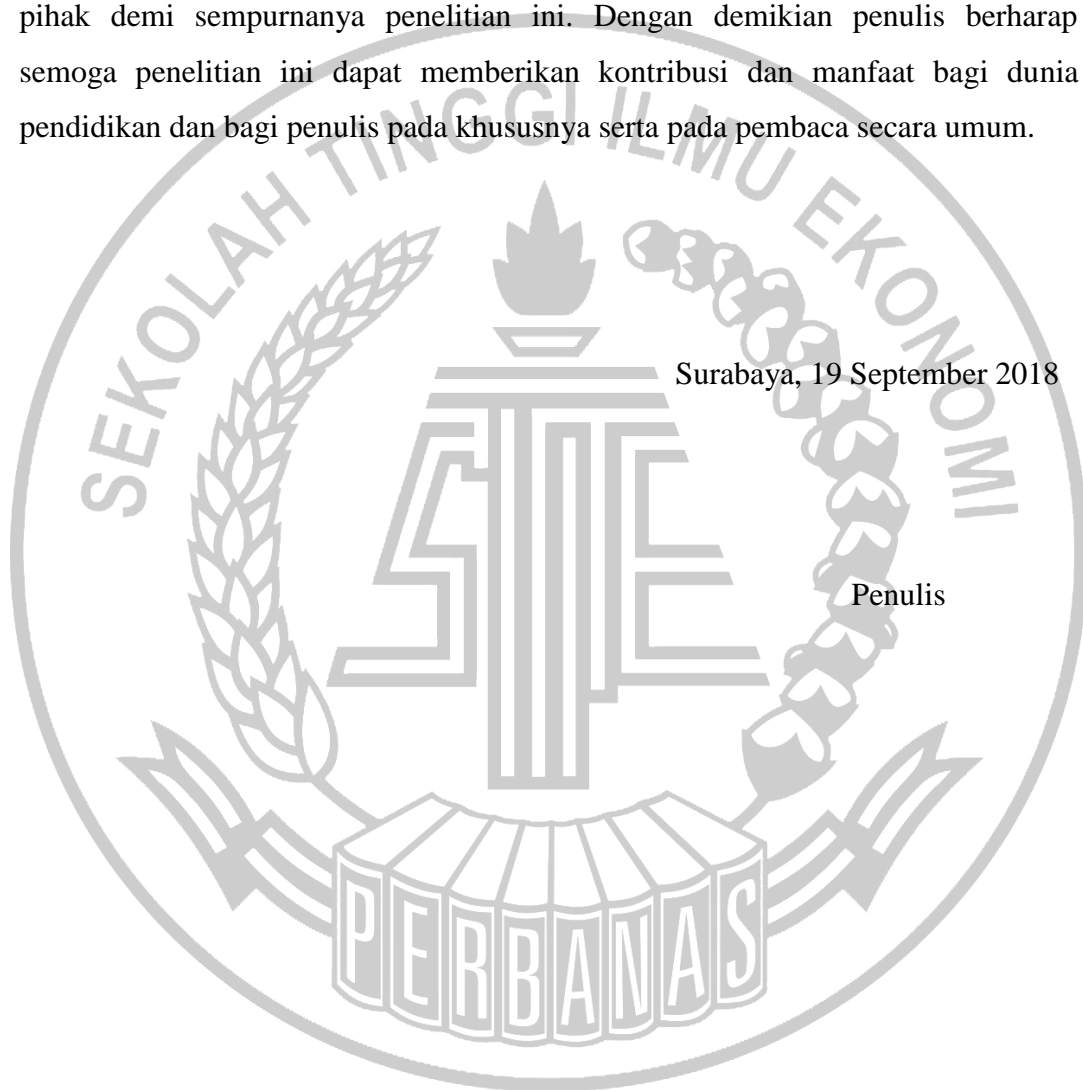 pihak demi sempurnanya penelitian ini. Dengan demikian penulis berharap
semoga penelitian ini dapat memberikan kontribusi dan manfaat bagi dunia
pendidikan dan bagi penulis pada khususnya serta pada pembaca secara umum.
SEKOLAH TINGGI ILMU EKONOMI
Surabaya, 19 September 2018
STIE
Penulis
PERBANAS